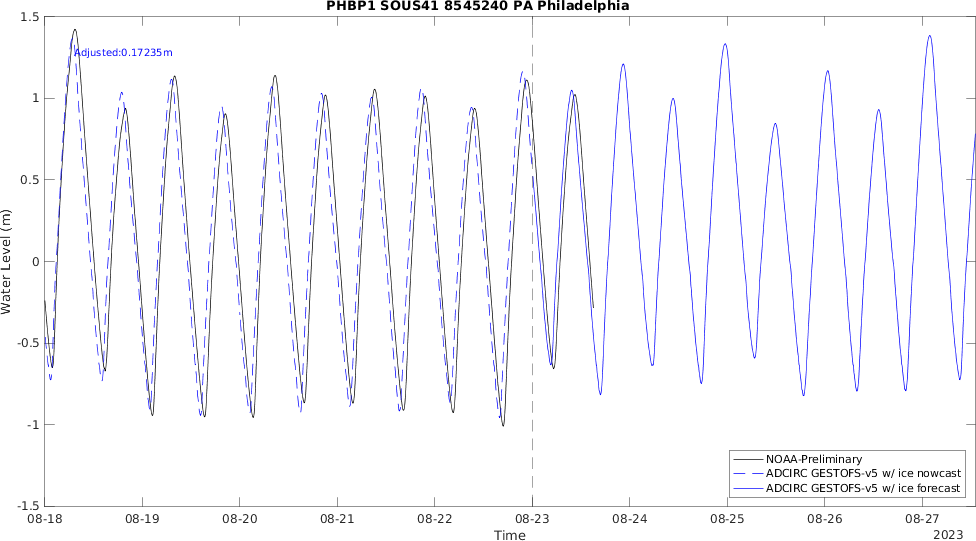 PHBP1 SOUS41 8545240 PA Philadelphia
1.5
Adjusted:0.17235m
1
0.5
0
-0.5
-1
-1.5
Water Level (m)
NOAA-Preliminary
ADCIRC GESTOFS-v5 w/ ice nowcast
ADCIRC GESTOFS-v5 w/ ice forecast
08-18 08-19 08-20 08-21 08-22 08-23 08-24 08-25 08-26 08-27
Time
2023